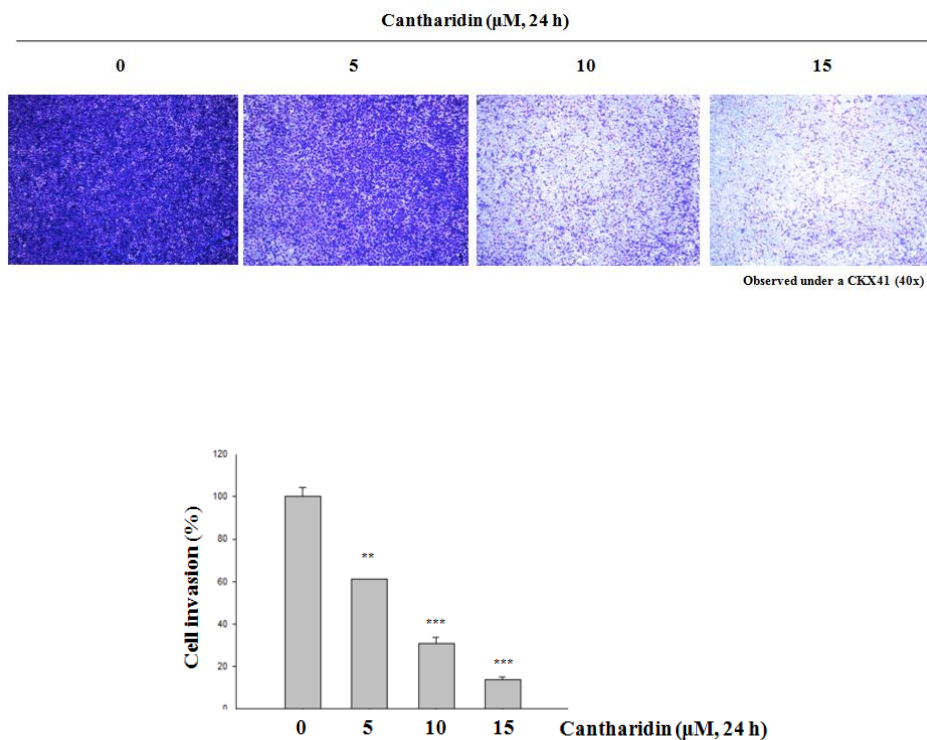 Cantharidin (μM, 24 h)
0 5 10 15
Observed under a CKX41 (40x)
120
100
80
60
40
20
0
Cell invasion (%)
**
***
***
0 5 10 15 Cantharidin (μM, 24 h)